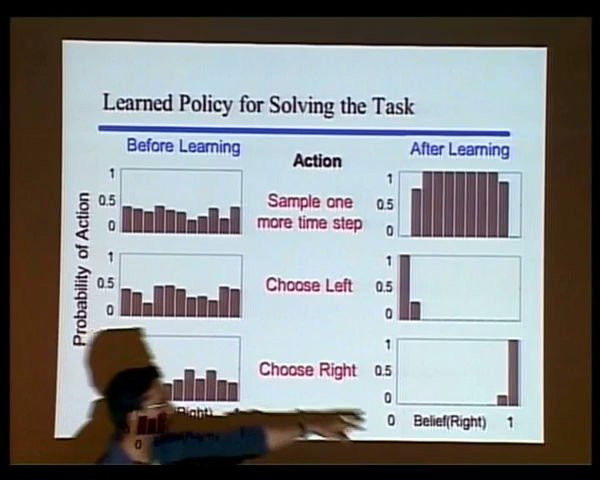 Learned Policy for Solving the Task
Before Learning
Action
After Learning
Probability of Action
1
0.5
0
Sample one
more time step
1
0.5
0
1
0.5
0
Choose Left
1
0.5
0
Choose Right
1
0.5
0
0
1
0 Belief(Right) 1